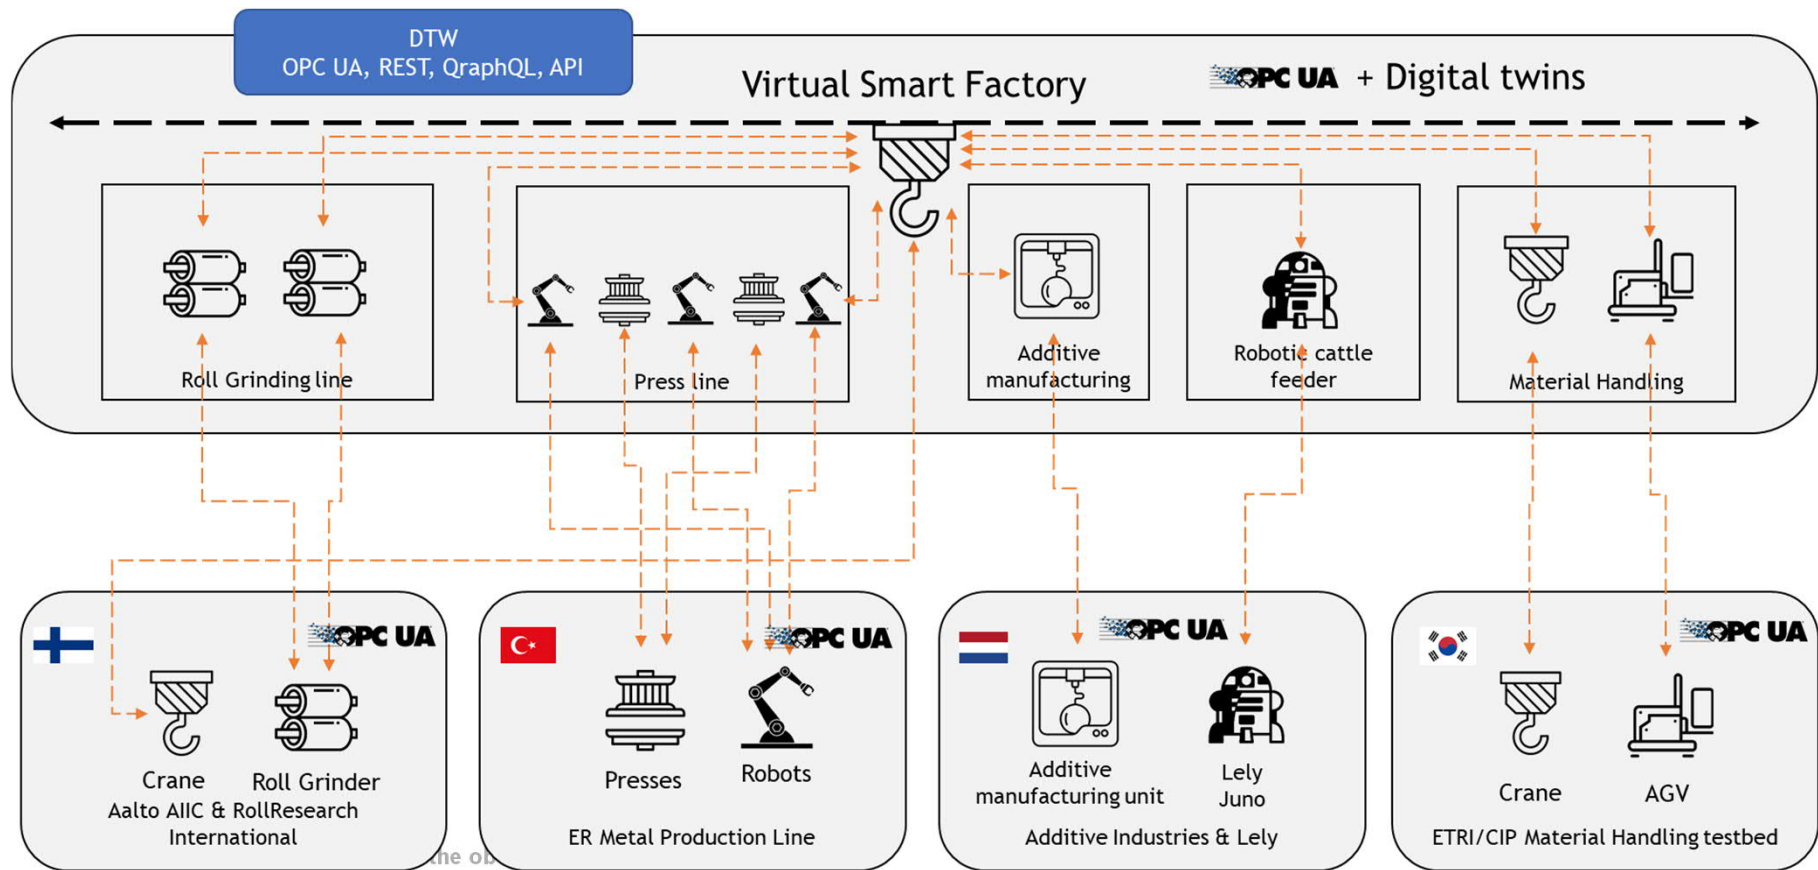 DTW
OPC UA, REST, QraphQL, API
Virtual Smart Factory
OPC UA + Digital twins
Roll Grinding line
Press line
Additive
manufacturing
Robotic cattle
feeder
Material Handling
OPC UA
Crane
Roll Grinder
Aalto AIIC & RollResearch
International
OPC UA
Presses
Robots
ER Metal Production Line
OPC UA
Additive
manufacturing unit
Lely
Juno
Additive Industries & Lely
OPC UA
Crane
AGV
ETRI/CIP Material Handling testbed
the ob